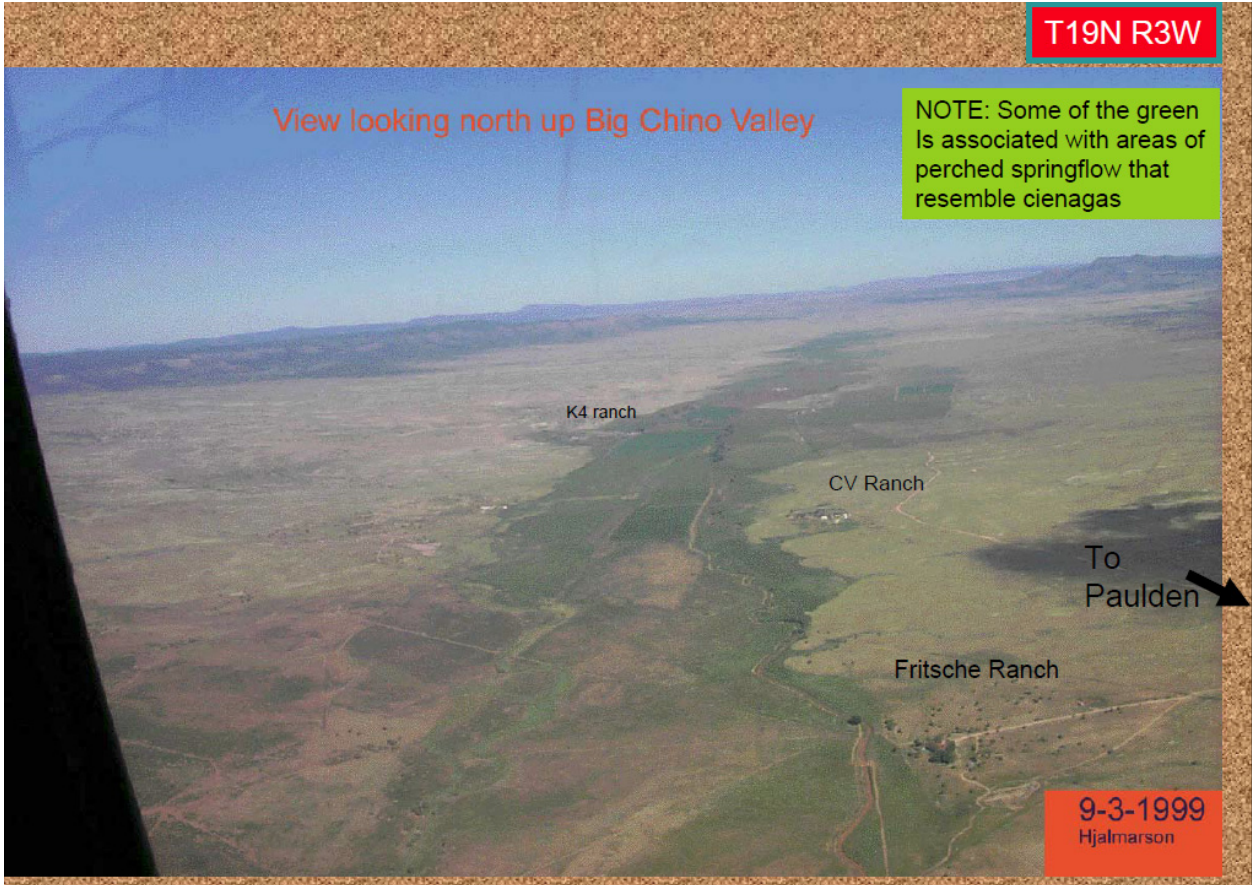 T19N R3W
View looking north up Big Chino Valley
NOTE: Some of the green
Is associated with areas of
perched springflow that
resemble cienagas
K4 ranch
CV Ranch
To
Paulden
Fritsche Ranch
9-3-1999
Hjalmarson